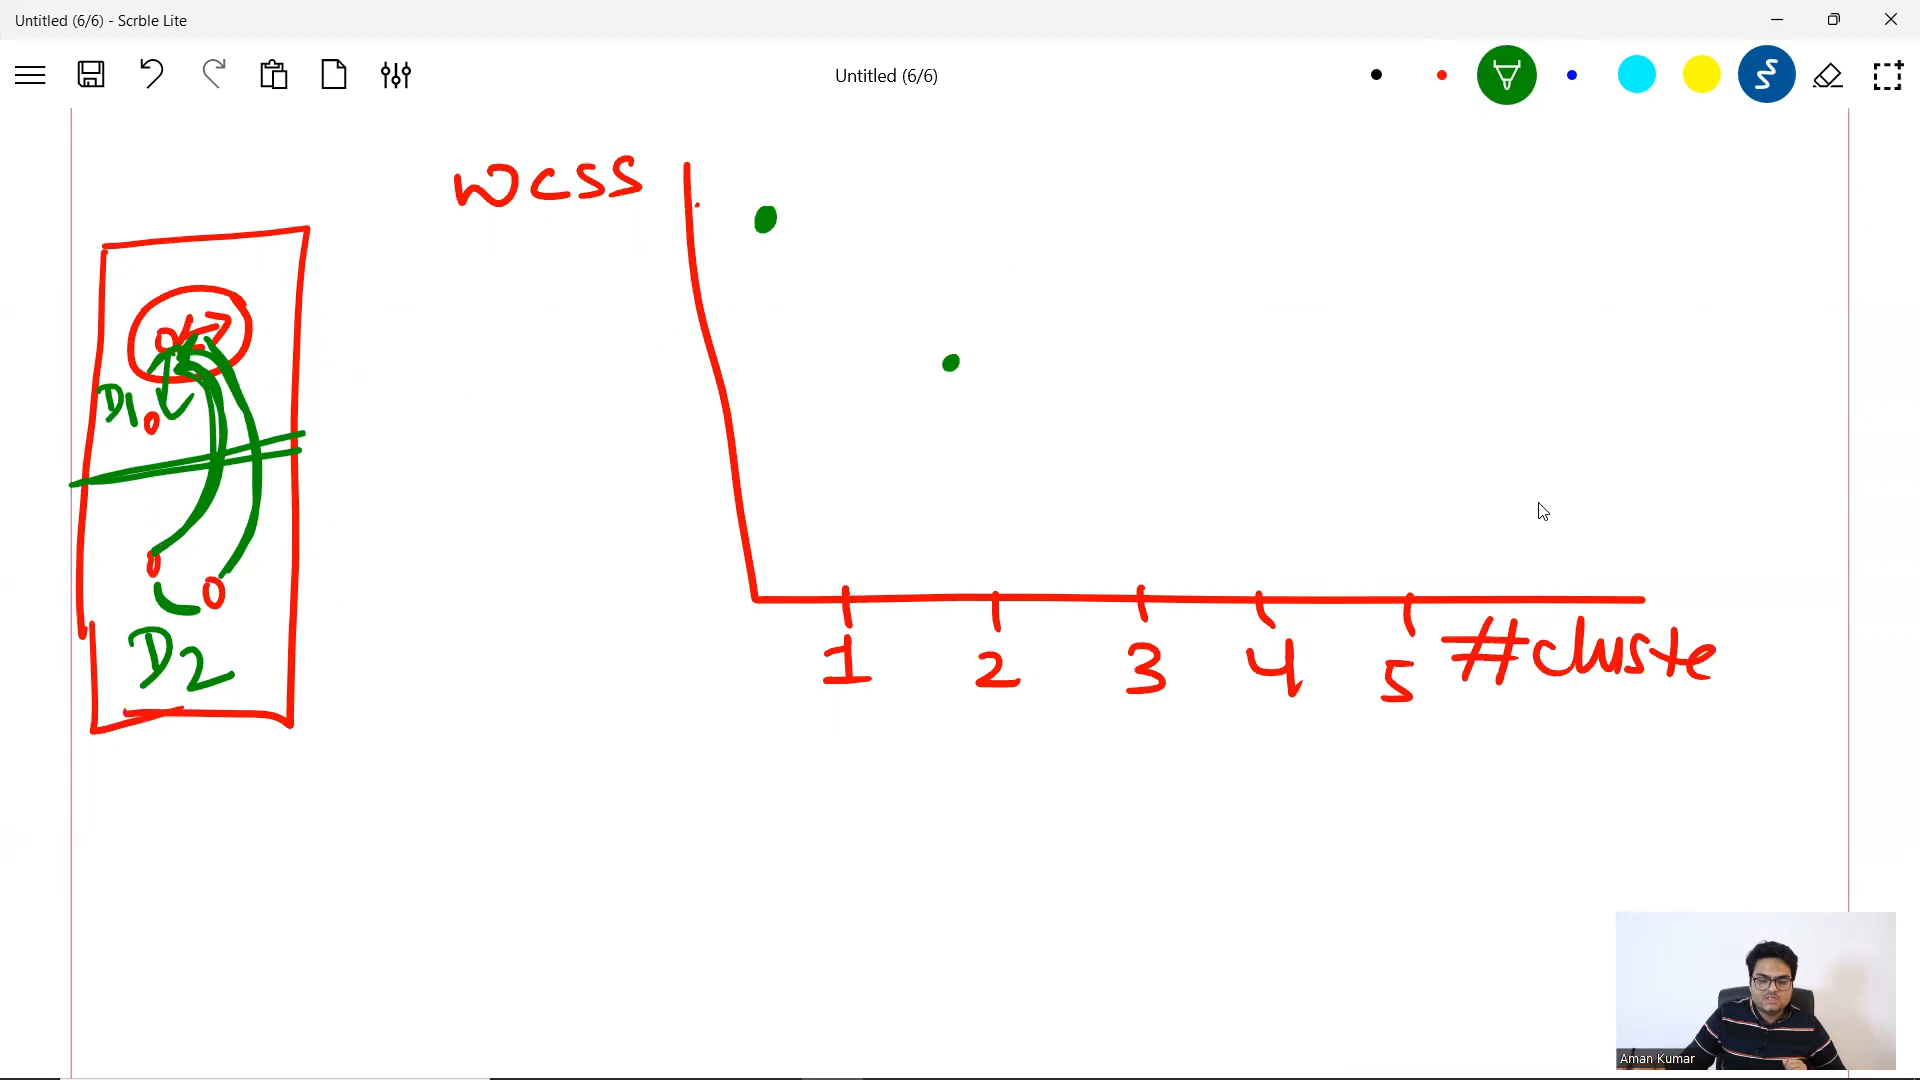 Untitled (6/6) - Scrble Lite
Untitled (6/6)
WCSS
D1
D2
1 2 3 4 5 #cluste
Aman Kumar